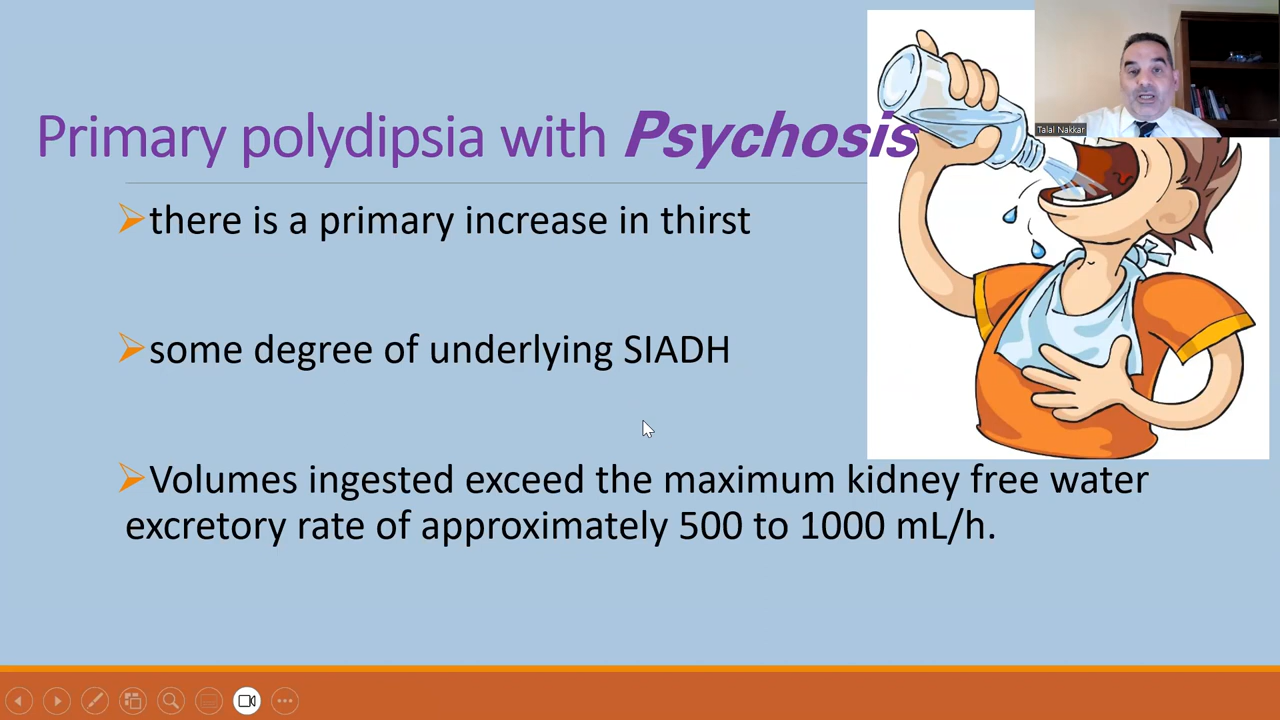 Primary polydipsia with Psychosis
Talal Nakkar
➢there is a primary increase in thirst
➢some degree of underlying SIADH
➢Volumes ingested exceed the maximum kidney free water
excretory rate of approximately 500 to 1000 mL/h.